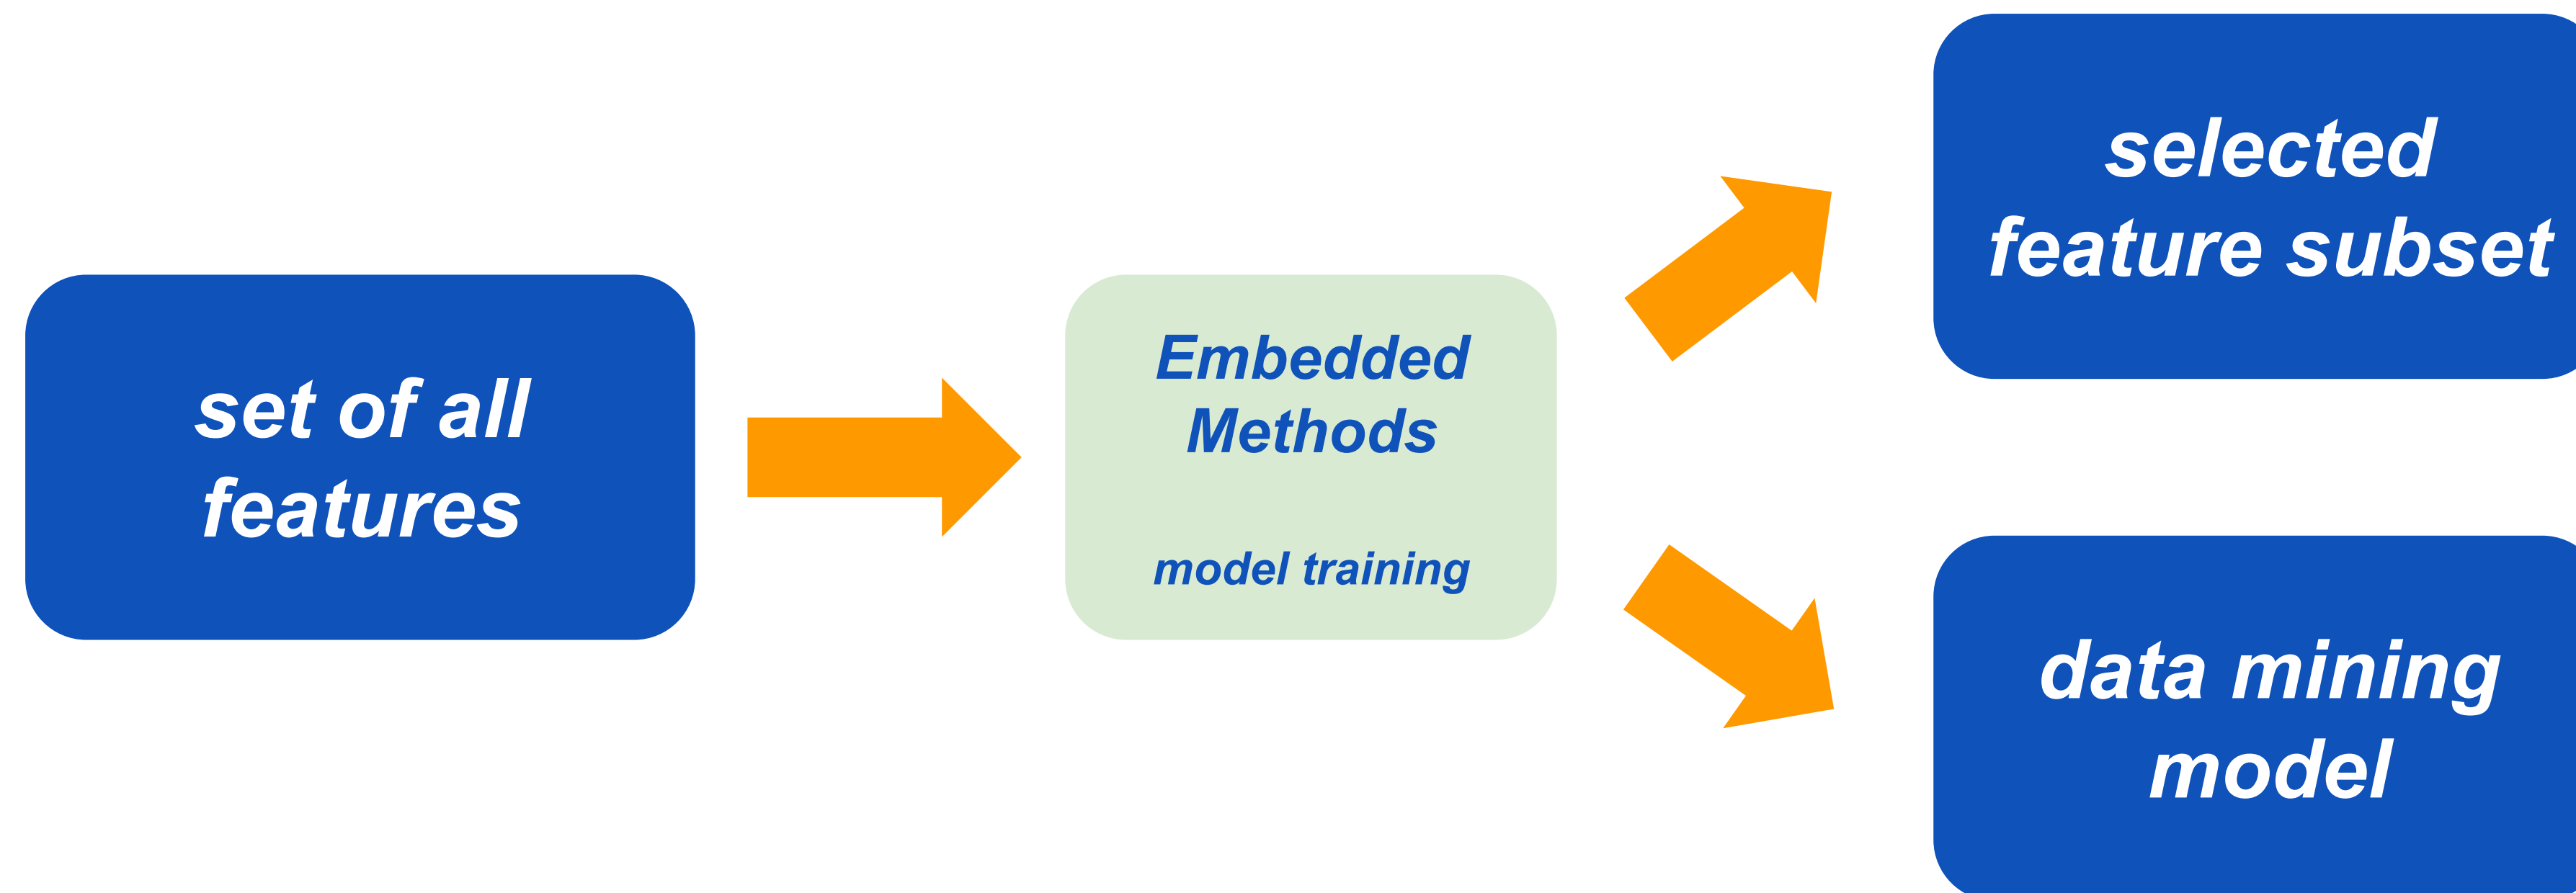 set of all
features
Embedded
Methods
model training
selected
feature subset
data mining
model